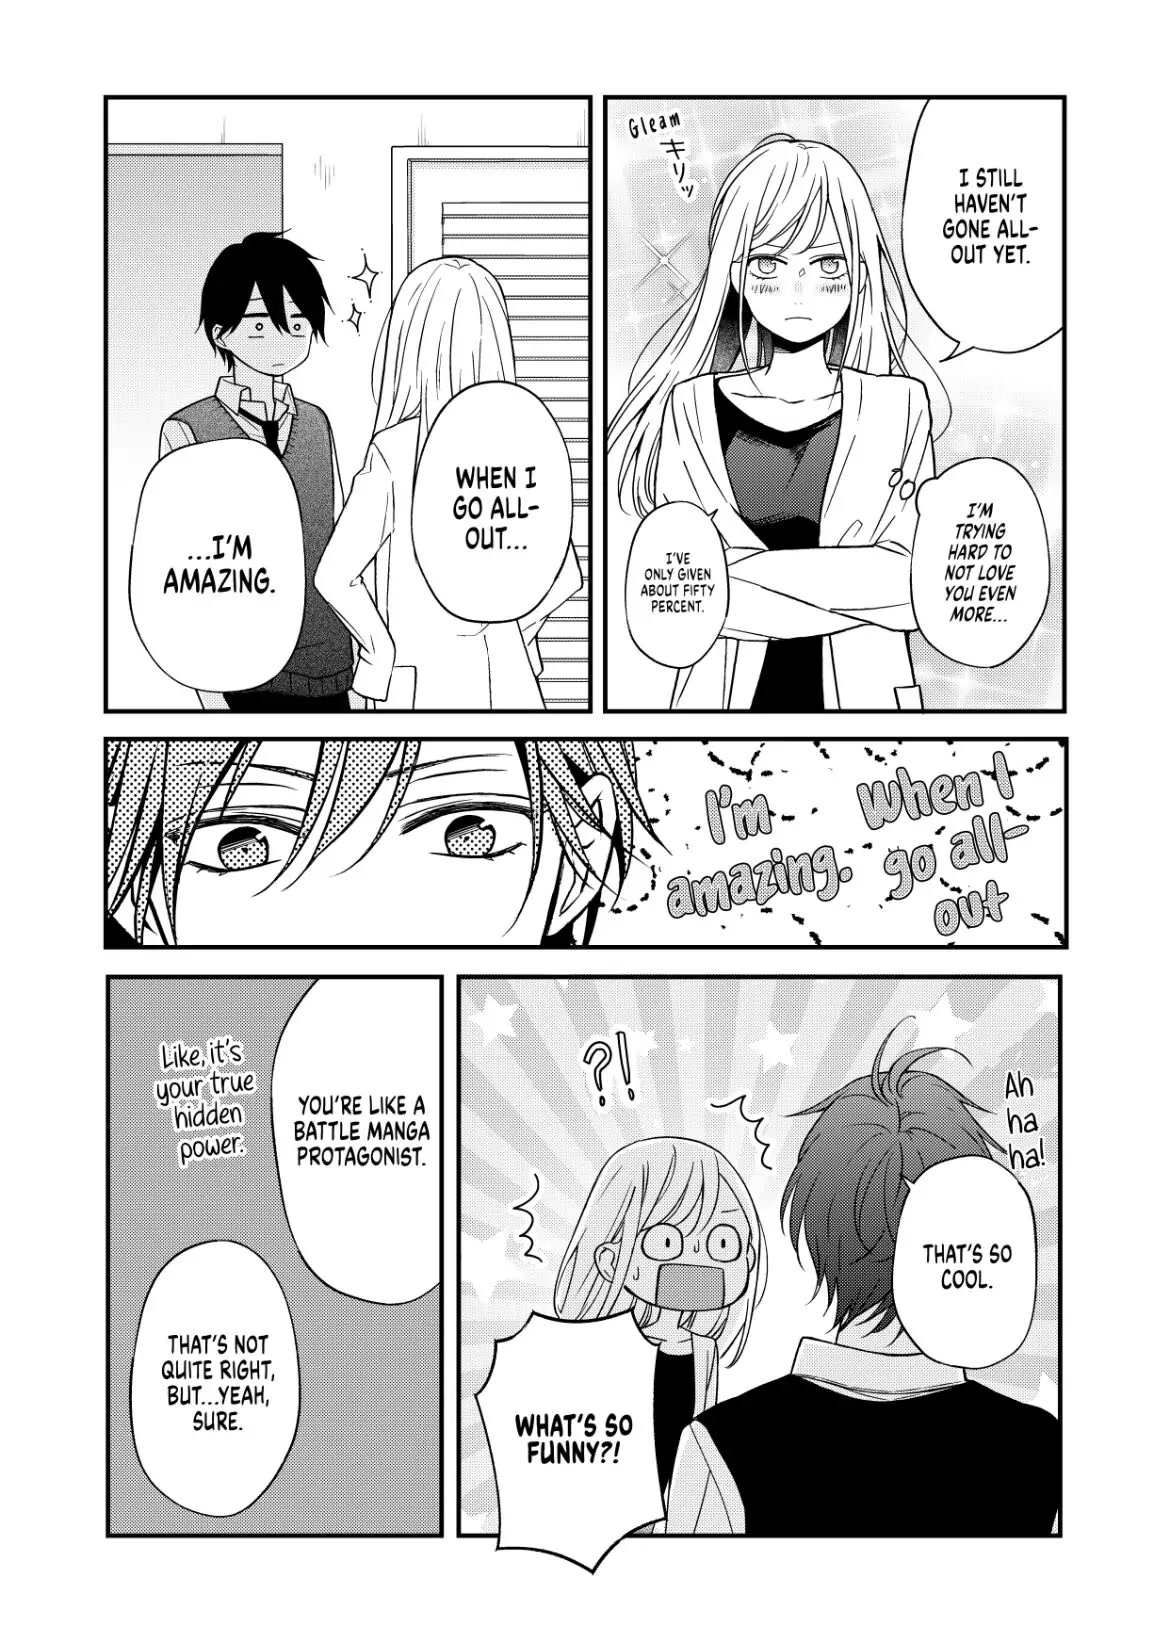 I STILL
HAVEN'T
GONE ALL-
OUT YET.
Gleam
キリッ
I'M
TRYING
HARD TO
NOT LOVE
YOU EVEN
MORE...
I'VE
ONLY GIVEN
ABOUT FIFTY
PERCENT.
WHEN I
GO ALL-
OUT...
...I'M
AMAZING.
When I
go all-
out
I'm
amazing.
Ah
ha
ha!
THAT'S SO
COOL.
?!
WHAT'S SO
FUNNY?!
YOU'RE LIKE A
BATTLE MANGA
PROTAGONIST.
Like, it's
your true
hidden
power.
THAT'S NOT
QUITE RIGHT,
BUT...YEAH,
SURE.